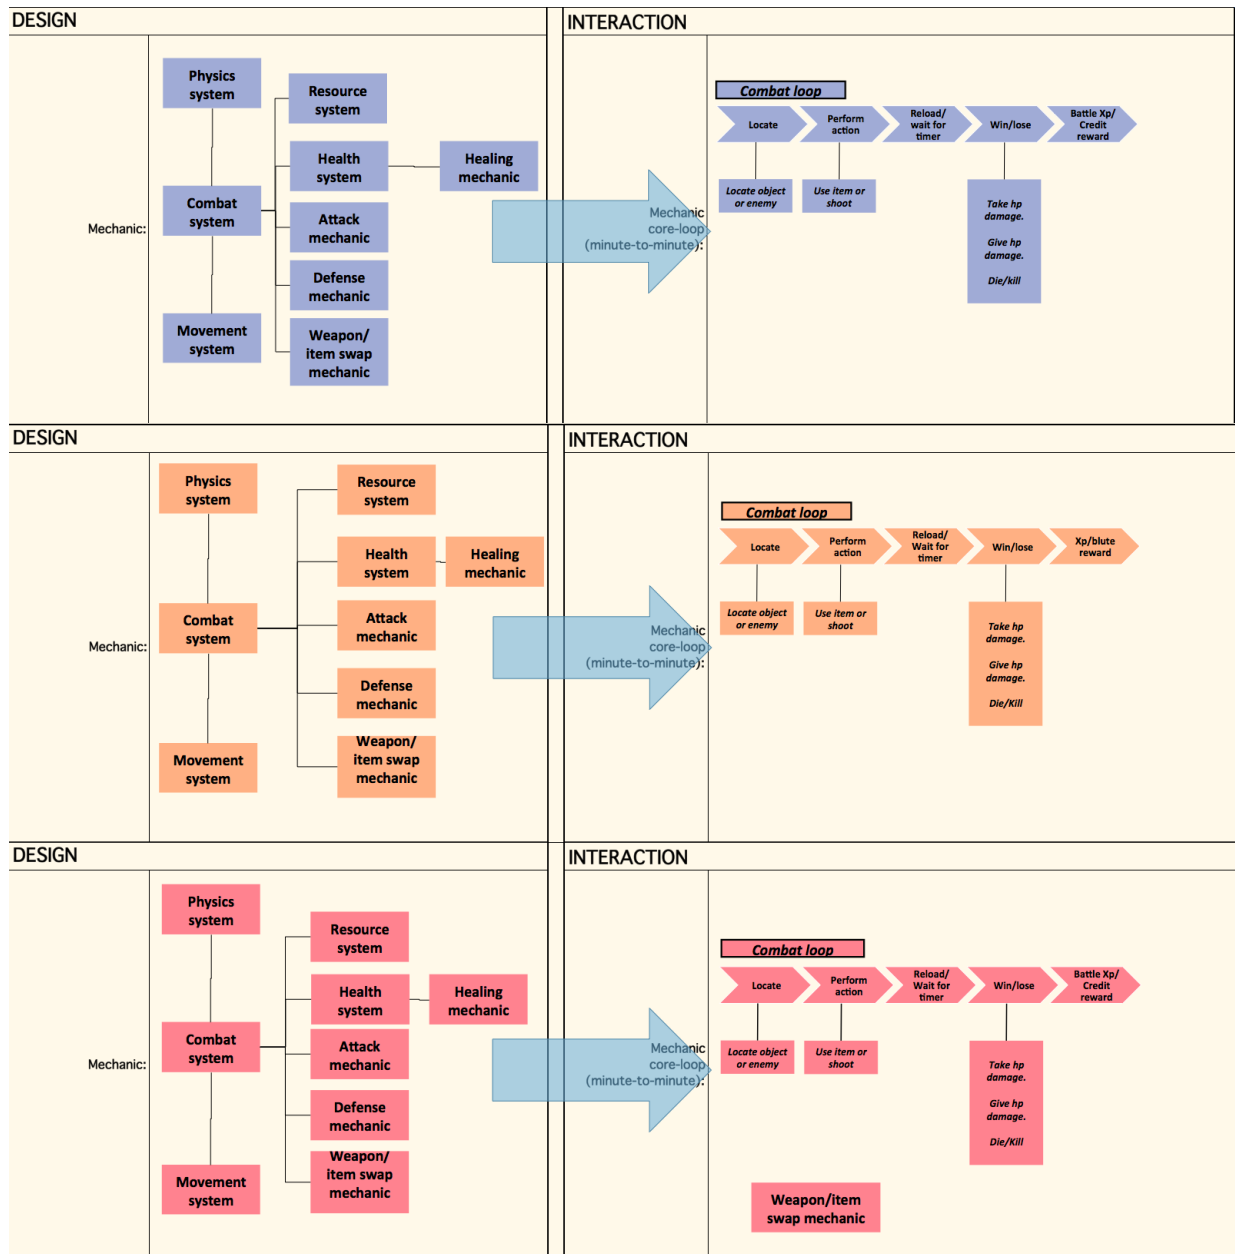 DESIGN
Mechanic:
Physics
system
Combat
system
Movement
system
Resource
system
Health
system
Healing
mechanic
Attack
mechanic
Defense
mechanic
Weapon/
item swap
mechanic
INTERACTION
Mechanic
core-loop
(minute-to-minute):
Combat loop
Locate
Perform
action
Reload/
wait for
timer
Win/lose
Battle Xp/
Credit
reward
Locate object
or enemy
Use item or
shoot
Take hp
damage.
Give hp
damage.
Die/kill
DESIGN
Mechanic:
Physics
system
Combat
system
Movement
system
Resource
system
Health
system
Healing
mechanic
Attack
mechanic
Defense
mechanic
Weapon/
item swap
mechanic
INTERACTION
Mechanic
core-loop
(minute-to-minute):
Combat loop
Locate
Perform
action
Reload/
Wait for
timer
Win/lose
Xp/blute
reward
Locate object
or enemy
Use item or
shoot
Take hp
damage.
Give hp
damage.
Die/Kill
DESIGN
Mechanic:
Physics
system
Combat
system
Movement
system
Resource
system
Health
system
Healing
mechanic
Attack
mechanic
Defense
mechanic
Weapon/
item swap
mechanic
INTERACTION
Mechanic
core-loop
(minute-to-minute):
Combat loop
Locate
Perform
action
Reload/
Wait for
timer
Win/lose
Battle Xp/
Credit
reward
Locate object
or enemy
Use item or
shoot
Take hp
damage.
Give hp
damage.
Die/Kill
Weapon/item
swap mechanic